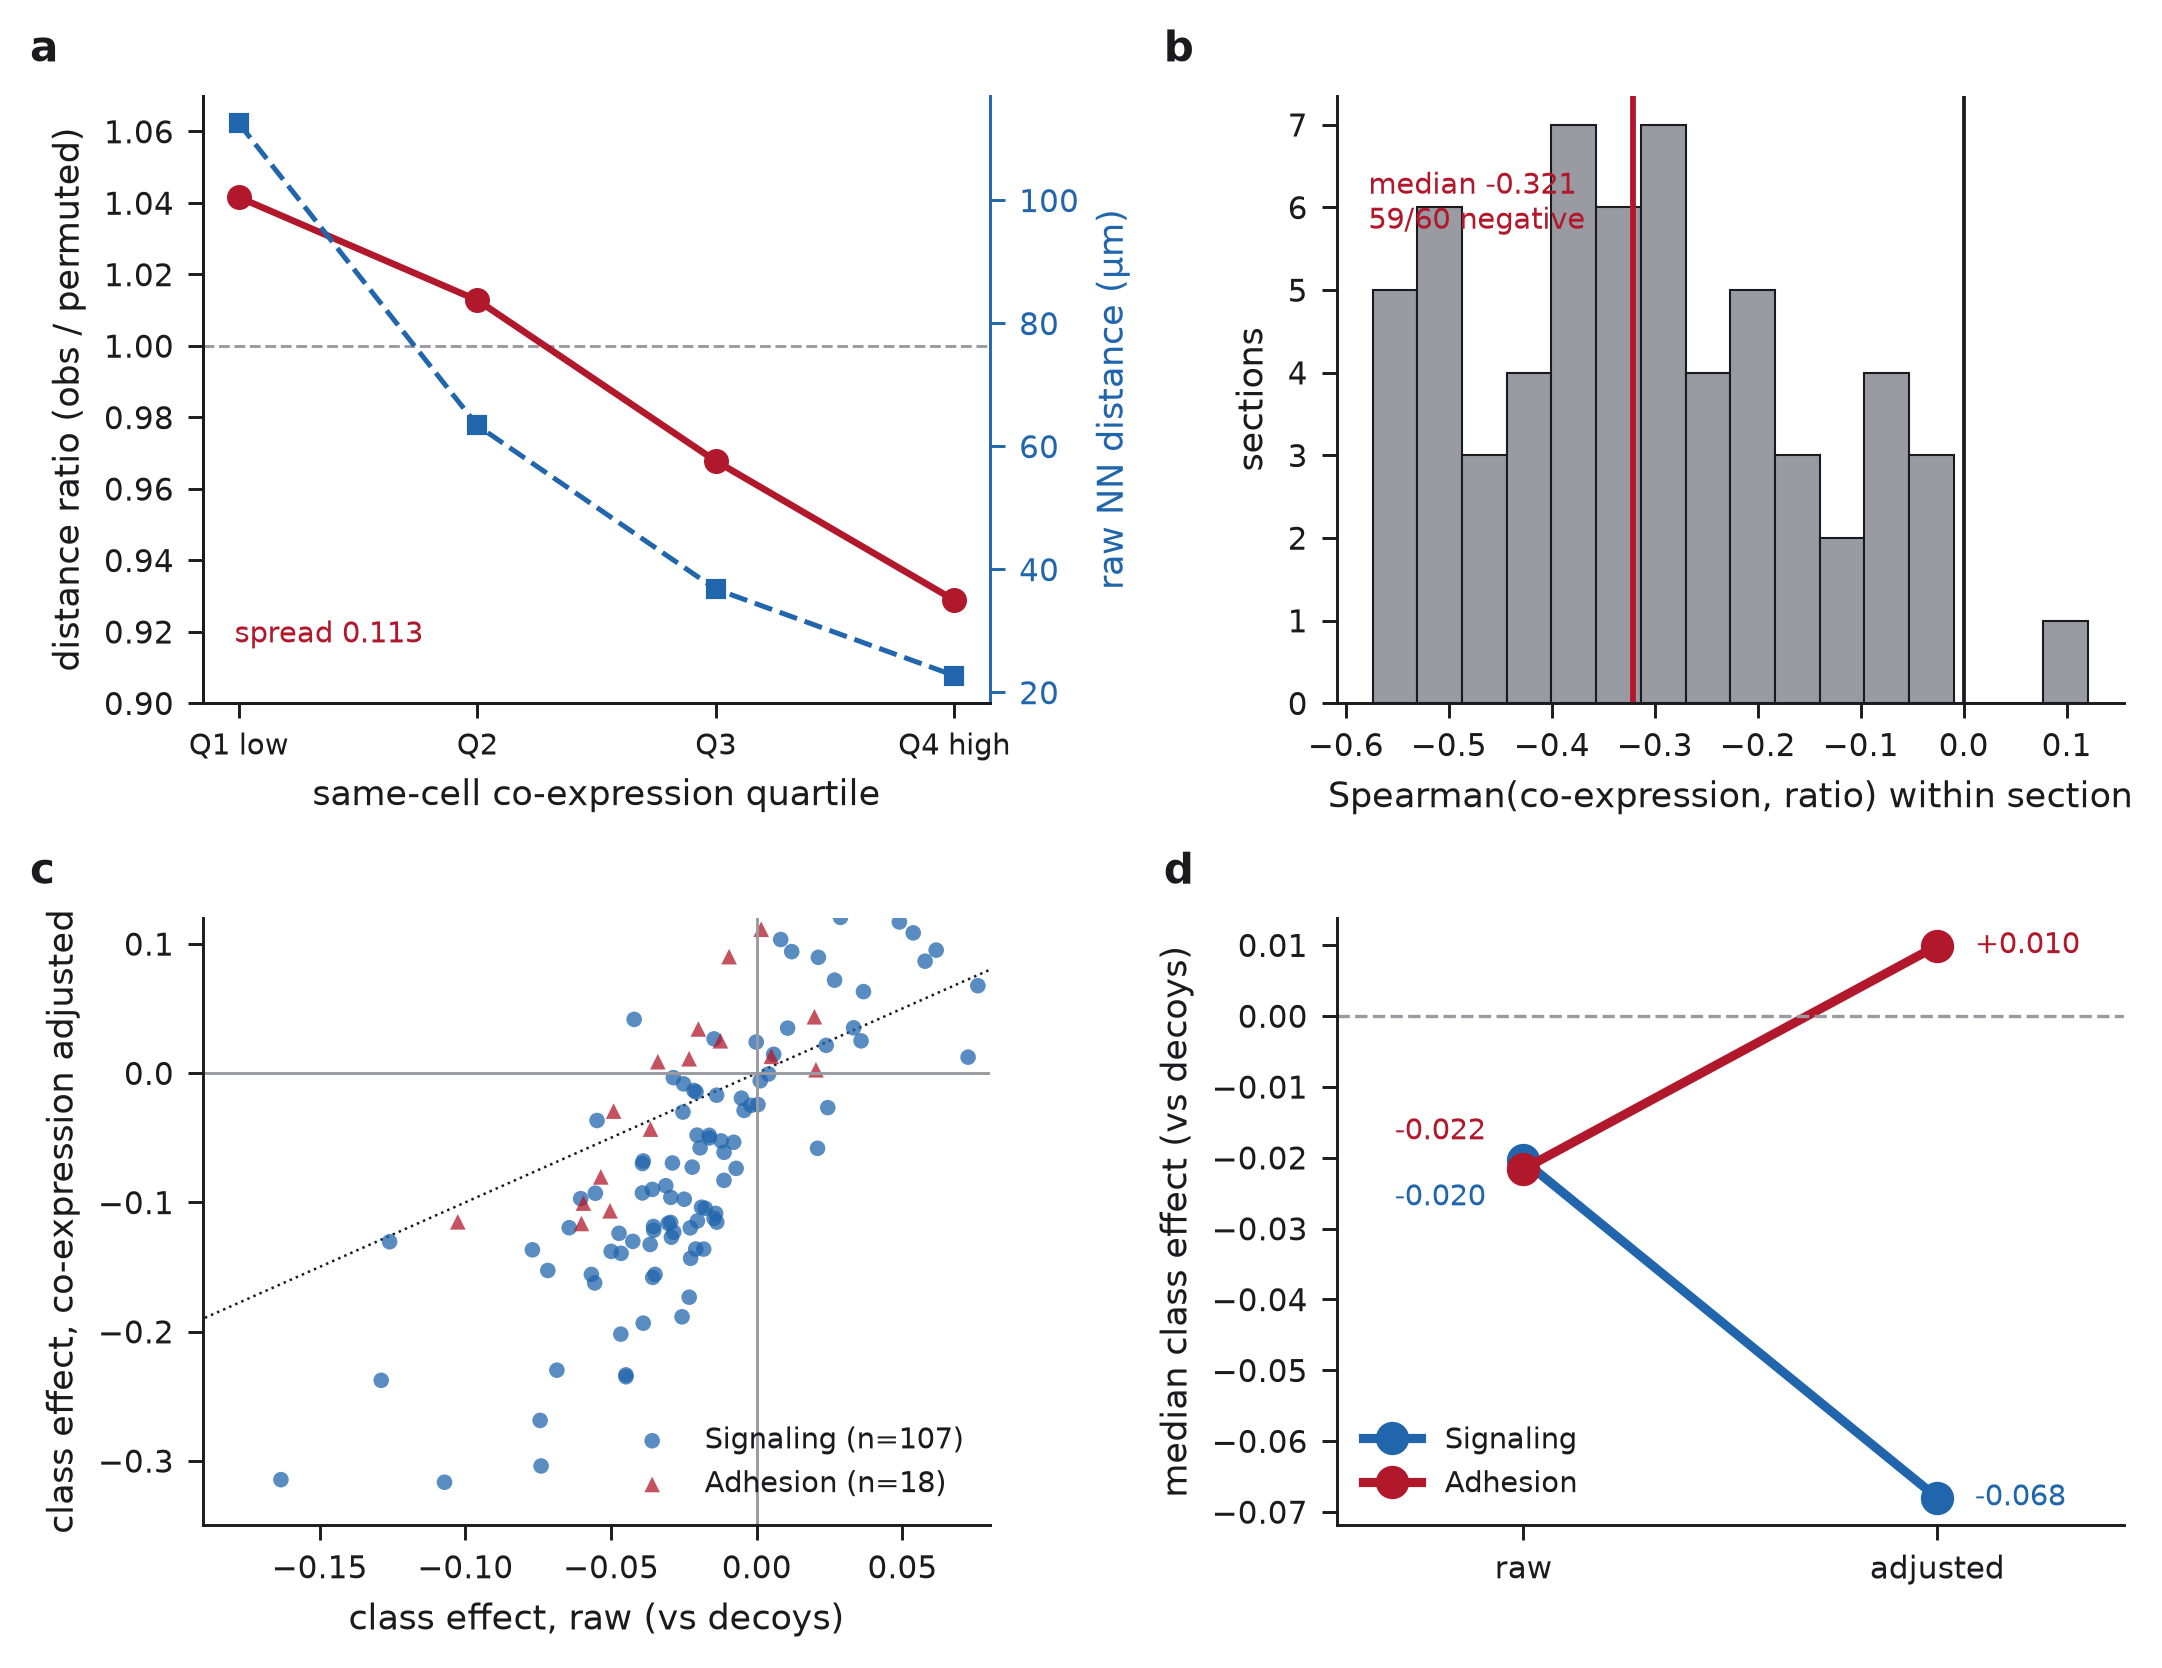 a
1.06
1.04
1.02
1.00
0.98
0.96
0.94
0.92
0.90
distance ratio (obs / permuted)
100
80
60
40
20
raw NN distance (µm)
spread 0.113
Q1 low
Q2
Q3
Q4 high
same-cell co-expression quartile
b
7
6
5
4
3
2
1
0
sections
median -0.321
59/60 negative
−0.6
−0.5
−0.4
−0.3
−0.2
−0.1
0.0
0.1
Spearman(co-expression, ratio) within section
c
0.1
0.0
−0.1
−0.2
−0.3
class effect, co-expression adjusted
Signaling (n=107)
Adhesion (n=18)
−0.15
−0.10
−0.05
0.00
0.05
class effect, raw (vs decoys)
d
0.01
0.00
−0.01
−0.02
−0.03
−0.04
−0.05
−0.06
−0.07
median class effect (vs decoys)
+0.010
-0.022
-0.020
-0.068
Signaling
Adhesion
raw
adjusted